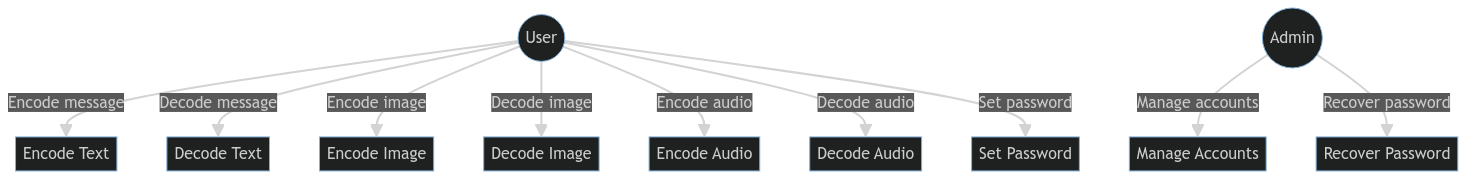 User
Admin
Encode message
Decode message
Encode image
Decode image
Encode audio
Decode audio
Set password
Manage accounts
Recover password
Encode Text
Decode Text
Encode Image
Decode Image
Encode Audio
Decode Audio
Set Password
Manage Accounts
Recover Password